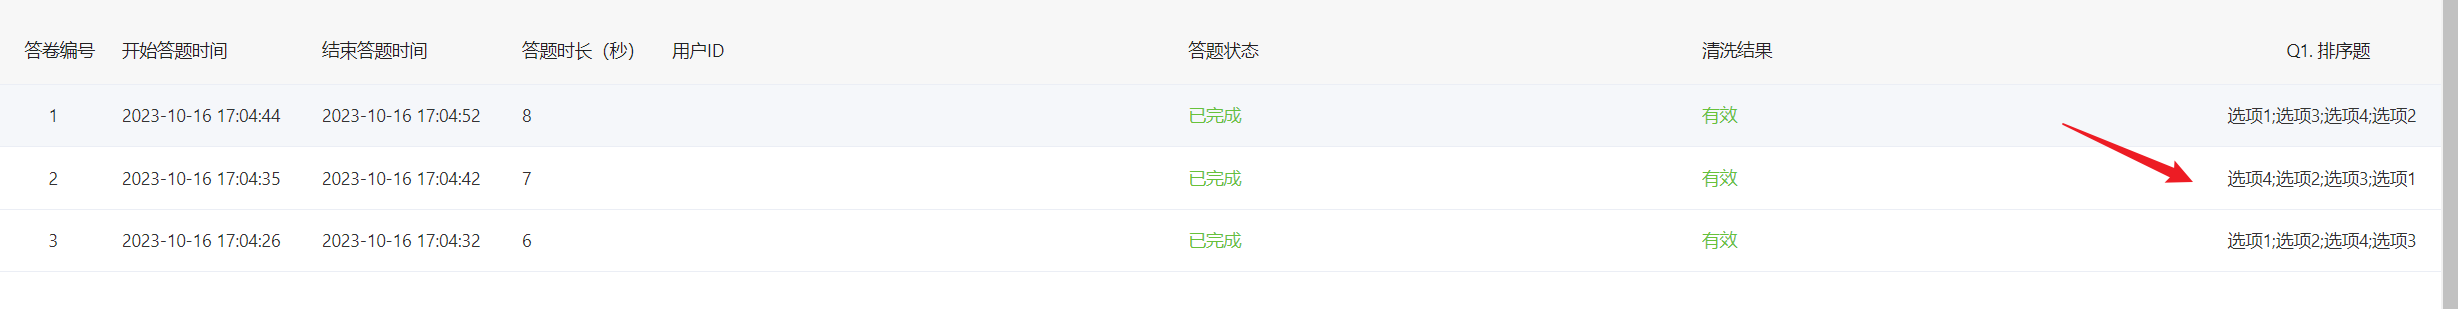 答卷编号 开始答题时间 结束答题时间 答题时长（秒） 用户ID 答题状态 清洗结果 Q1. 排序题
1 2023-10-16 17:04:44 2023-10-16 17:04:52 8 已完成 有效 选项1;选项3;选项4;选项2
2 2023-10-16 17:04:35 2023-10-16 17:04:42 7 已完成 有效 选项4;选项2;选项3;选项1
3 2023-10-16 17:04:26 2023-10-16 17:04:32 6 已完成 有效 选项1;选项2;选项4;选项3